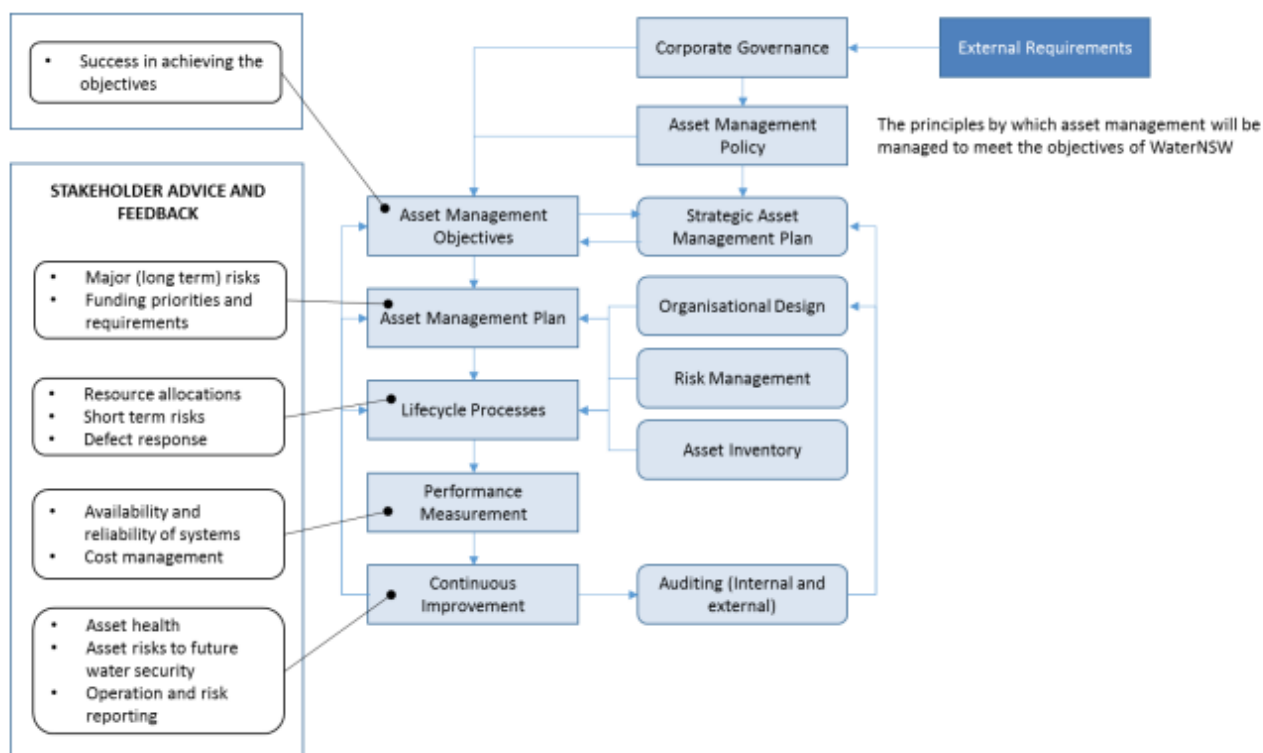 • Success in achieving the
objectives
Corporate Governance
External Requirements
Asset Management
Policy
The principles by which asset management will be
managed to meet the objectives of WaterNSW
STAKEHOLDER ADVICE AND
FEEDBACK
Asset Management
Objectives
Strategic Asset
Management Plan
• Major (long term) risks
• Funding priorities and
requirements
Asset Management Plan
Organisational Design
Risk Management
• Resource allocations
• Short term risks
• Defect response
Lifecycle Processes
Asset Inventory
• Availability and
reliability of systems
• Cost management
Performance
Measurement
Continuous
Improvement
Auditing (Internal and
external)
• Asset health
• Asset risks to future
water security
• Operation and risk
reporting